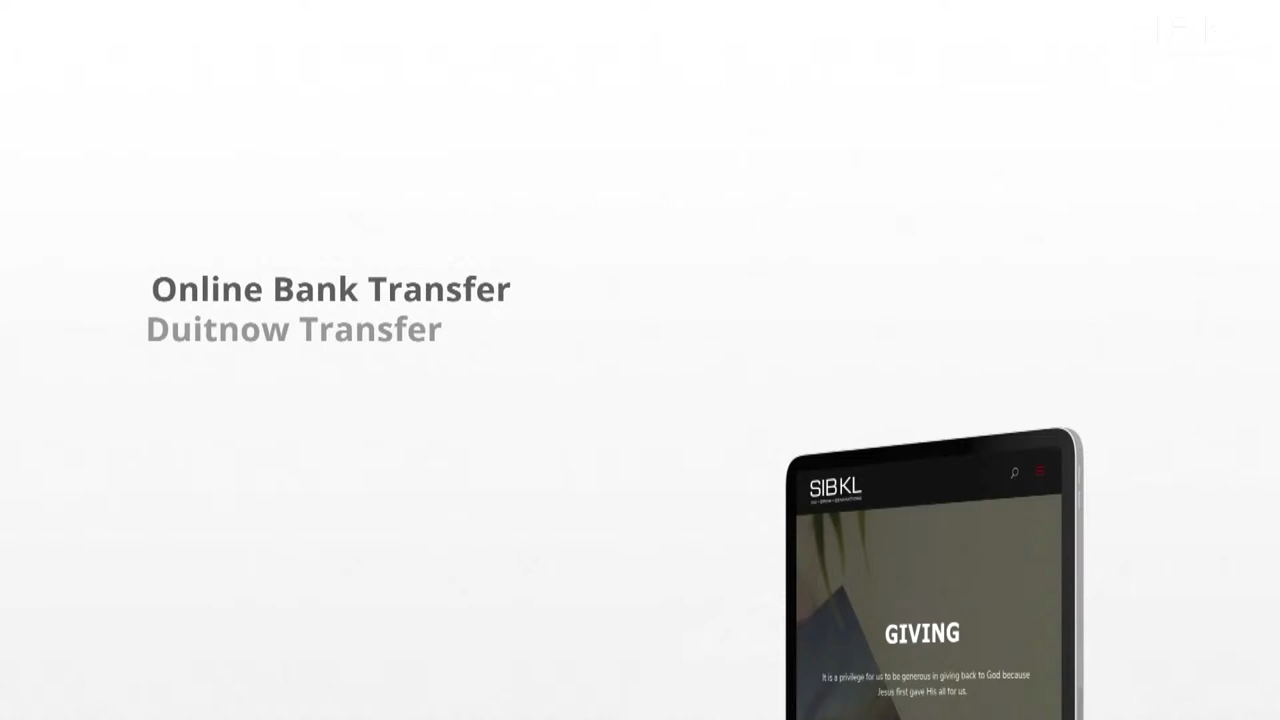 Online Bank Transfer
Duitnow Transfer
SIBKL
GIVING
It is a privilege for us to be generous in giving back to God because
Jesus first gave His all for us.